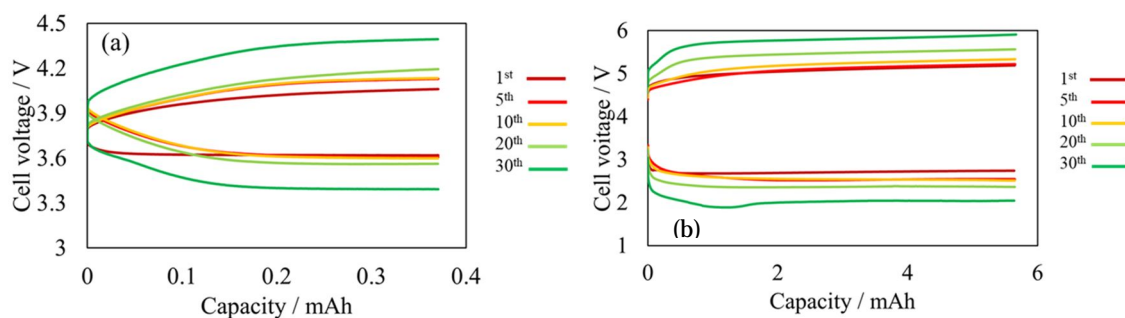 4.5
4.2
3.9
3.6
3.3
3
Cell voltage / V
(a)
0
0.1
0.2
0.3
0.4
Capacity / mAh
1st
5th
10th
20th
30th
6
5
4
3
2
1
Cell voitage / V
(b)
0
2
4
6
Capacity / mAh
1st
5th
10th
20th
30th